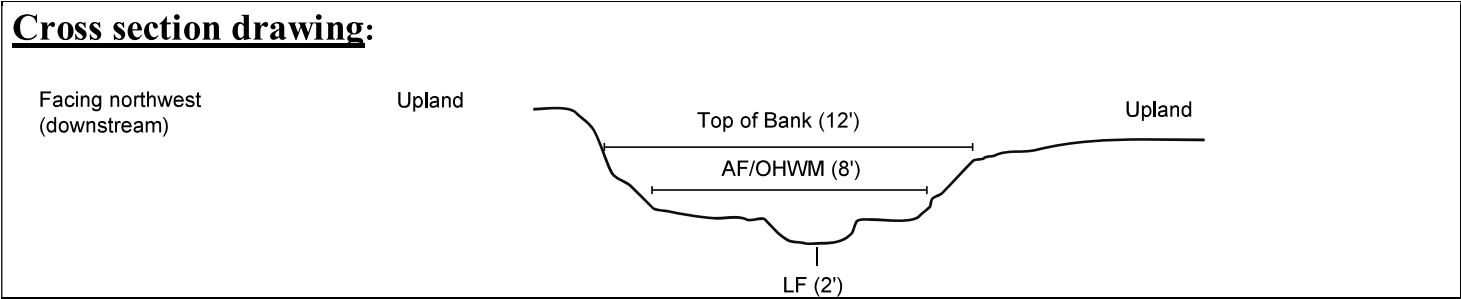 Cross section drawing:
Facing northwest
(downstream)
Upland
Upland
Top of Bank (12')
AF/OHWM (8')
LF (2')